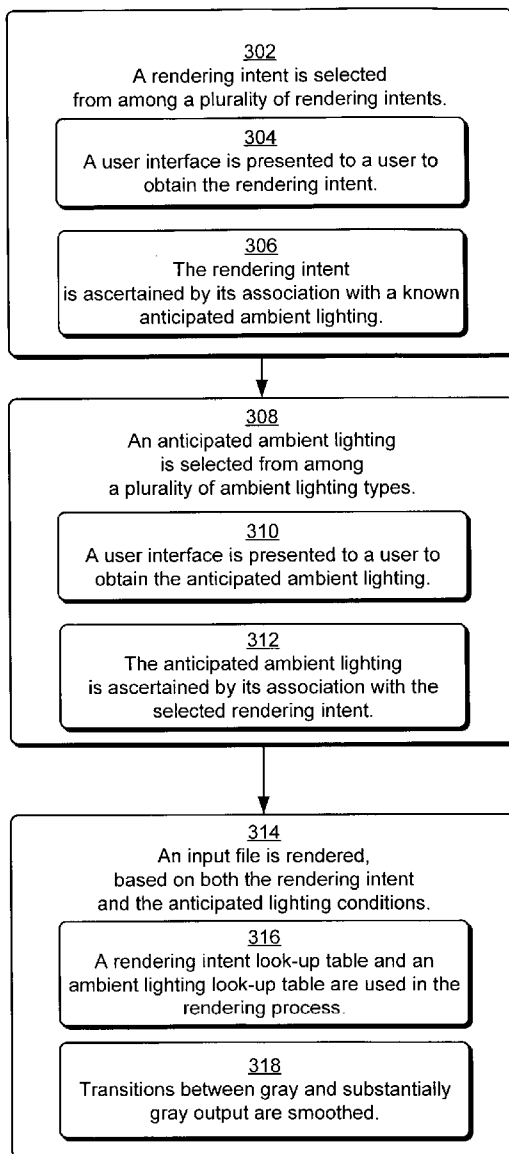 302
A rendering intent is selected
from among a plurality of rendering intents.
304
A user interface is presented to a user to
obtain the rendering intent.
306
The rendering intent
is ascertained by its association with a known
anticipated ambient lighting.
308
An anticipated ambient lighting
is selected from among
a plurality of ambient lighting types.
310
A user interface is presented to a user to
obtain the anticipated ambient lighting.
312
The anticipated ambient lighting
is ascertained by its association with the
selected rendering intent.
314
An input file is rendered,
based on both the rendering intent
and the anticipated lighting conditions.
316
A rendering intent look-up table and an
ambient lighting look-up table are used in the
rendering process.
318
Transitions between gray and substantially
gray output are smoothed.